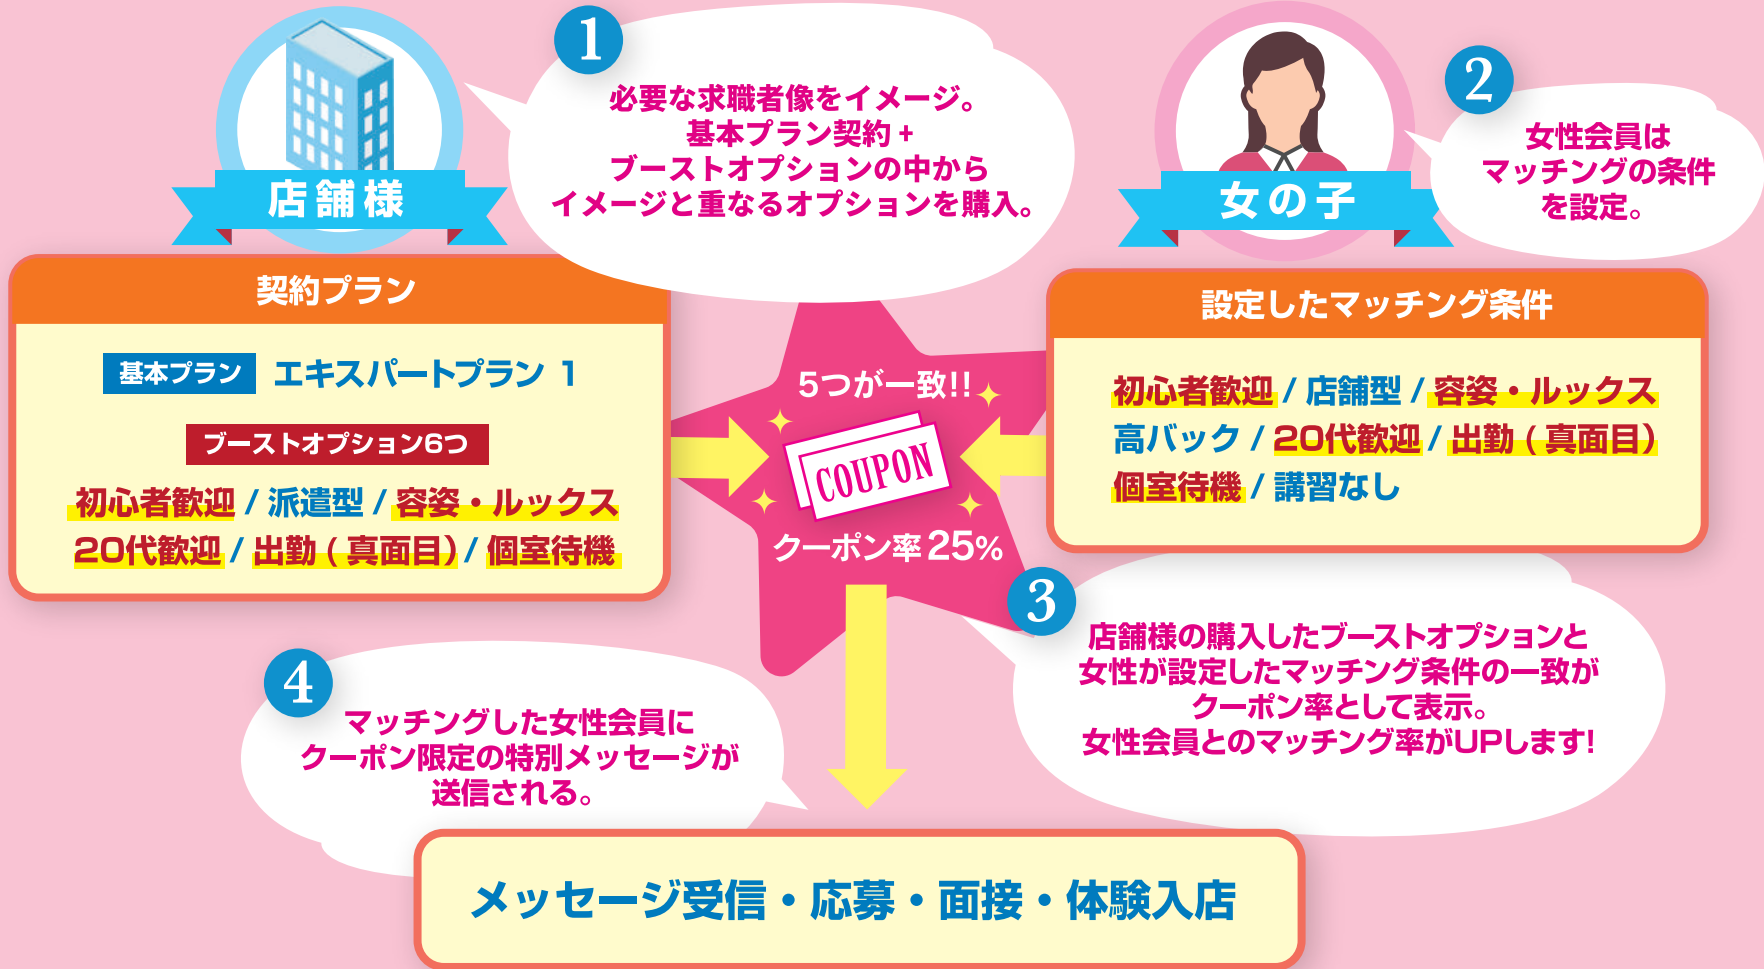 1
必要な求職者像をイメージ。
基本プラン契約 +
ブーストオプションの中から
イメージと重なるオプションを購入。
店舗様
契約プラン
基本プラン エキスパートプラン 1
ブーストオプション6つ
初心者歓迎 / 派遣型 / 容姿・ルックス
20代歓迎 / 出勤 ( 真面目) / 個室待機
2
女性会員は
マッチングの条件
を設定。
女の子
設定したマッチング条件
初心者歓迎 / 店舗型 / 容姿・ルックス
高バック / 20代歓迎 / 出勤 ( 真面目)
個室待機 / 講習なし
5つが一致!!
COUPON
クーポン率 25%
3
店舗様の購入したブーストオプションと
女性が設定したマッチング条件の一致が
クーポン率として表示。
女性会員とのマッチング率がUPします!
4
マッチングした女性会員に
クーポン限定の特別メッセージが
送信される。
メッセージ受信・応募・面接・体験入店